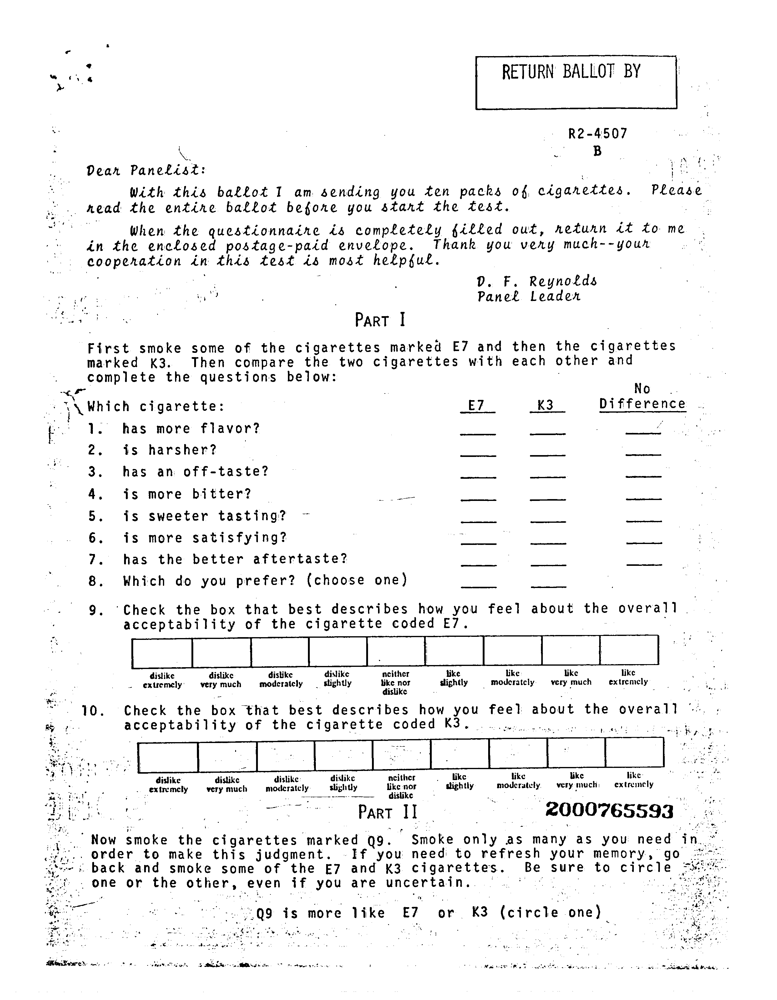 RETURN BALLOT BY
R2-4507
B
Dear Panelist:
With this ballot I am sending you ten packs of cigarettes. Please
read the entire ballot before you start the test.
When the questionnaire is completely filled out, return it to me
in the enclosed postage-paid envelope. Thank you very much--your
cooperation in this test is most helpful.
D. F. Reynolds
Panel Leader
PART I
First smoke some of the cigarettes marked E7 and then the cigarettes
marked K3. Then compare the two cigarettes with each other and
complete the questions below:
No
Which cigarette: E7 K3 Difference
1. has more flavor?
2. is harsher?
3. has an off-taste?
4. is more bitter?
5. is sweeter tasting?
6. is more satisfying?
7. has the better aftertaste?
8. Which do you prefer? (choose one)
9. Check the box that best describes how you feel about the overall
acceptability of the cigarette coded E7.
dislike dislike dislike dislike neither like like like like
extremely very much moderately slightly like nor slightly moderately very much extremely
dislike
10. Check the box that best describes how you feel about the overall
acceptability of the cigarette coded K3.
dislike dislike dislike dislike neither like like like like
extremely very much moderately slightly like nor slightly moderately very much extremely
dislike
PART II 2000765593
Now smoke the cigarettes marked Q9. Smoke only as many as you need in
order to make this judgment. If you need to refresh your memory, go
back and smoke some of the E7 and K3 cigarettes. Be sure to circle
one or the other, even if you are uncertain.
Q9 is more like E7 or K3 (circle one)